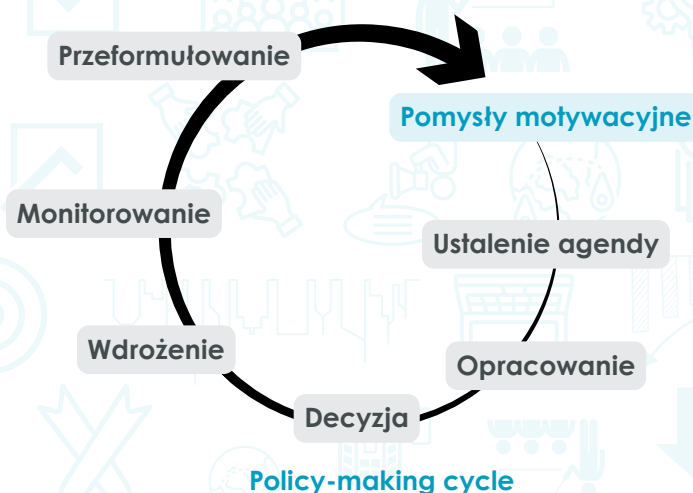 Przeformułowanie
Pomysły motywacyjne
Monitorowanie
Ustalenie agendy
Wdrożenie
Opracowanie
Decyzja
Policy-making cycle